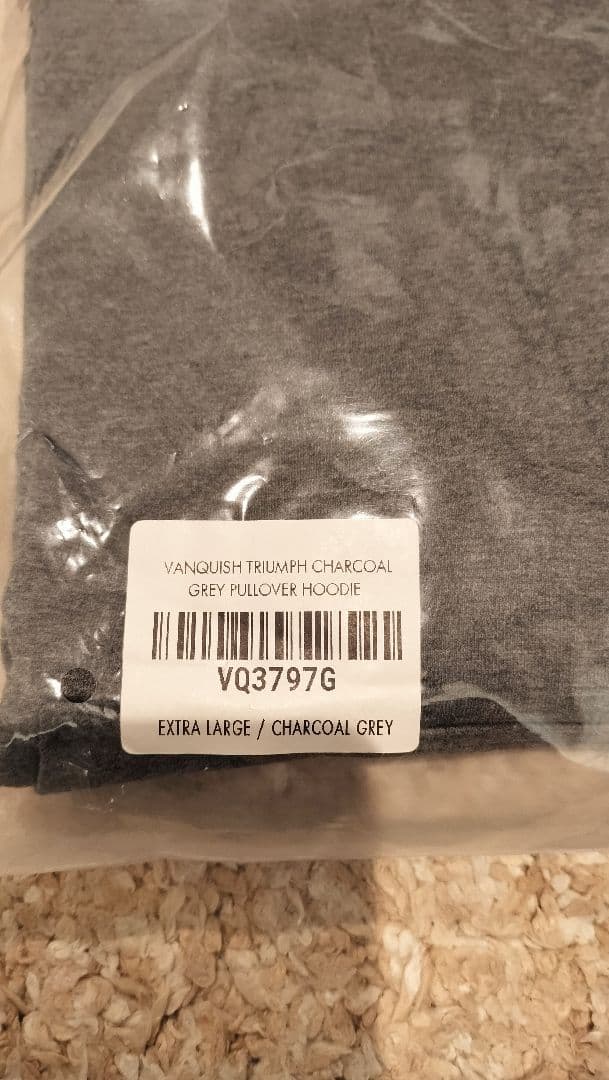 VANQUISH TRIUMPH CHARCOAL
GREY PULLOVER HOODIE
VQ3797G
EXTRA LARGE / CHARCOAL GREY